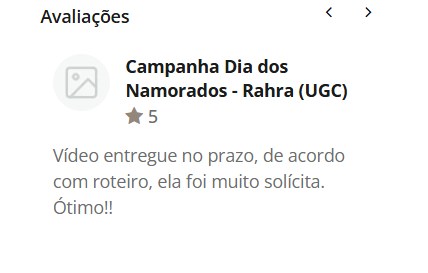 Avaliações
Campanha Dia dos
Namorados - Rahra (UGC)
5
Vídeo entregue no prazo, de acordo
com roteiro, ela foi muito solícita.
Ótimo!!